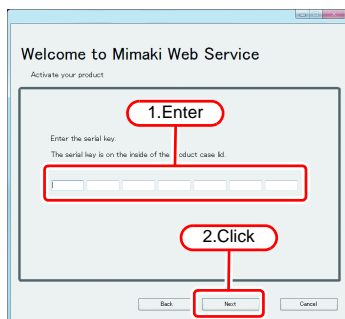 Welcome to Mimaki Web Service
Activate your product
1.Enter
Enter the serial key.
The serial key is on the inside of the product case lid.
2.Click
Back Next Cancel